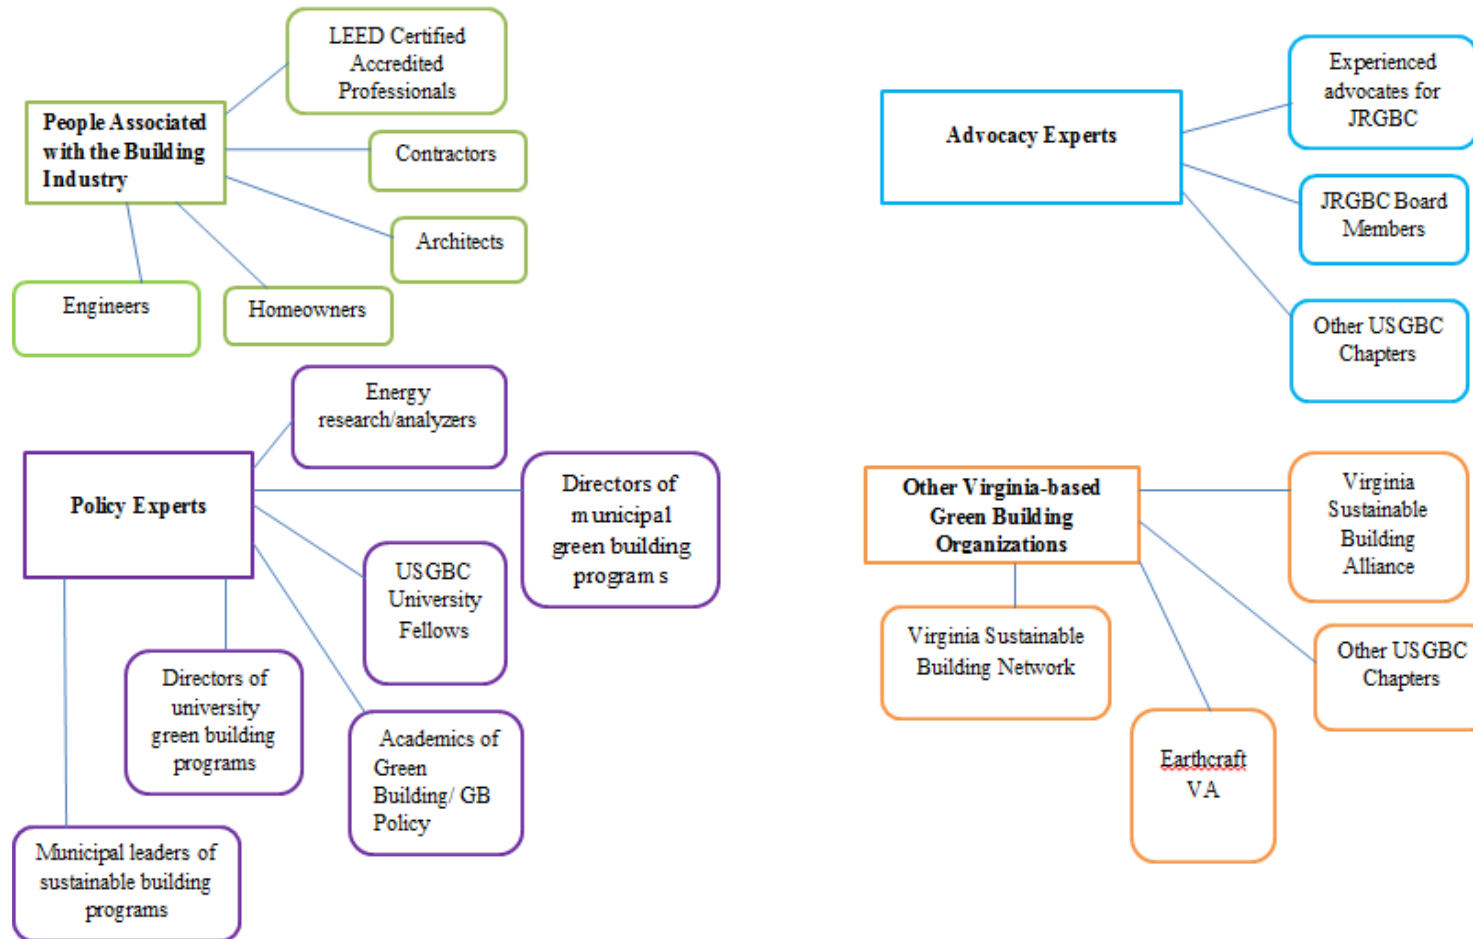 LEED Certified
Accredited
Professionals
People Associated
with the Building
Industry
Contractors
Architects
Engineers
Homeowners
Experienced
advocates for
JRGBC
Advocacy Experts
JRGBC Board
Members
Other USGBC
Chapters
Energy
research/analyzers
Policy Experts
Directors of
municipal
green building
programs
USGBC
University
Fellows
Directors of
university
green building
programs
Academics of
Green
Building/ GB
Policy
Municipal leaders of
sustainable building
programs
Other Virginia-based
Green Building
Organizations
Virginia
Sustainable
Building
Alliance
Virginia Sustainable
Building Network
Other USGBC
Chapters
Earthcraft
VA